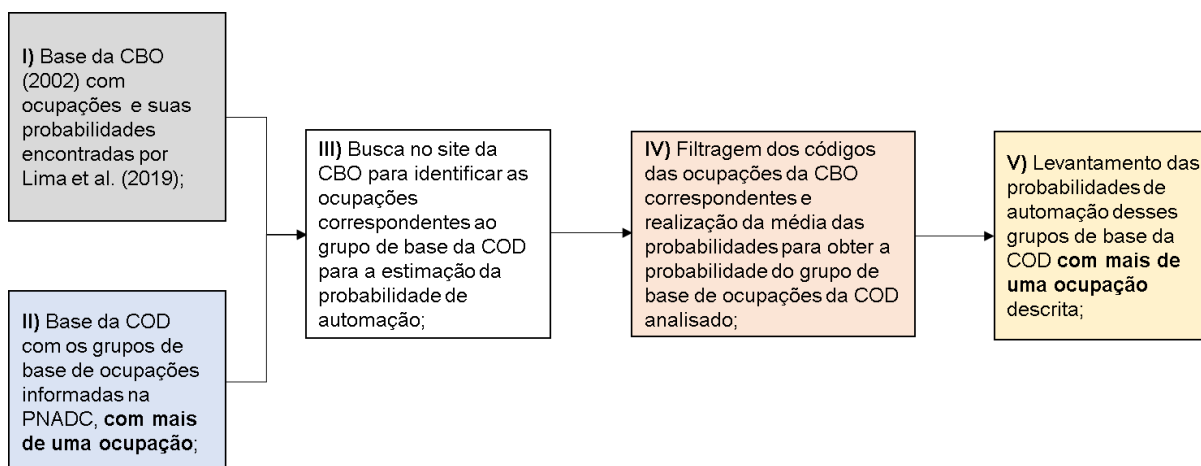 I) Base da CBO
(2002) com
ocupações e suas
probabilidades
encontradas por
Lima et al. (2019);
II) Base da COD
com os grupos de
base de ocupações
informadas na
PNADC, com mais
de uma ocupação;
III) Busca no site da
CBO para identificar as
ocupações
correspondentes ao
grupo de base da COD
para a estimação da
probabilidade de
automação;
IV) Filtragem dos códigos
das ocupações da CBO
correspondentes e
realização da média das
probabilidades para obter a
probabilidade do grupo de
base de ocupações da COD
analisado;
V) Levantamento das
probabilidades de
automação desses
grupos de base da
COD com mais de
uma ocupação
descrita;